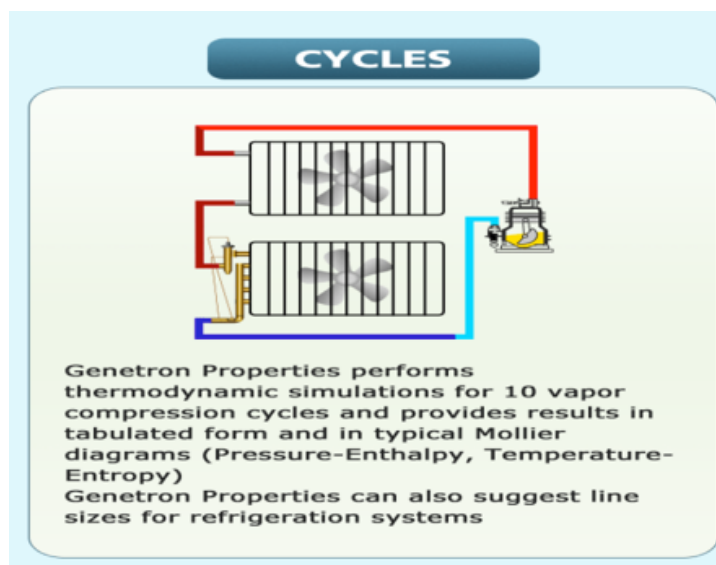 CYCLES
Genetron Properties performs
thermodynamic simulations for 10 vapor
compression cycles and provides results in
tabulated form and in typical Mollier
diagrams (Pressure-Enthalpy, Temperature-
Entropy)
Genetron Properties can also suggest line
sizes for refrigeration systems